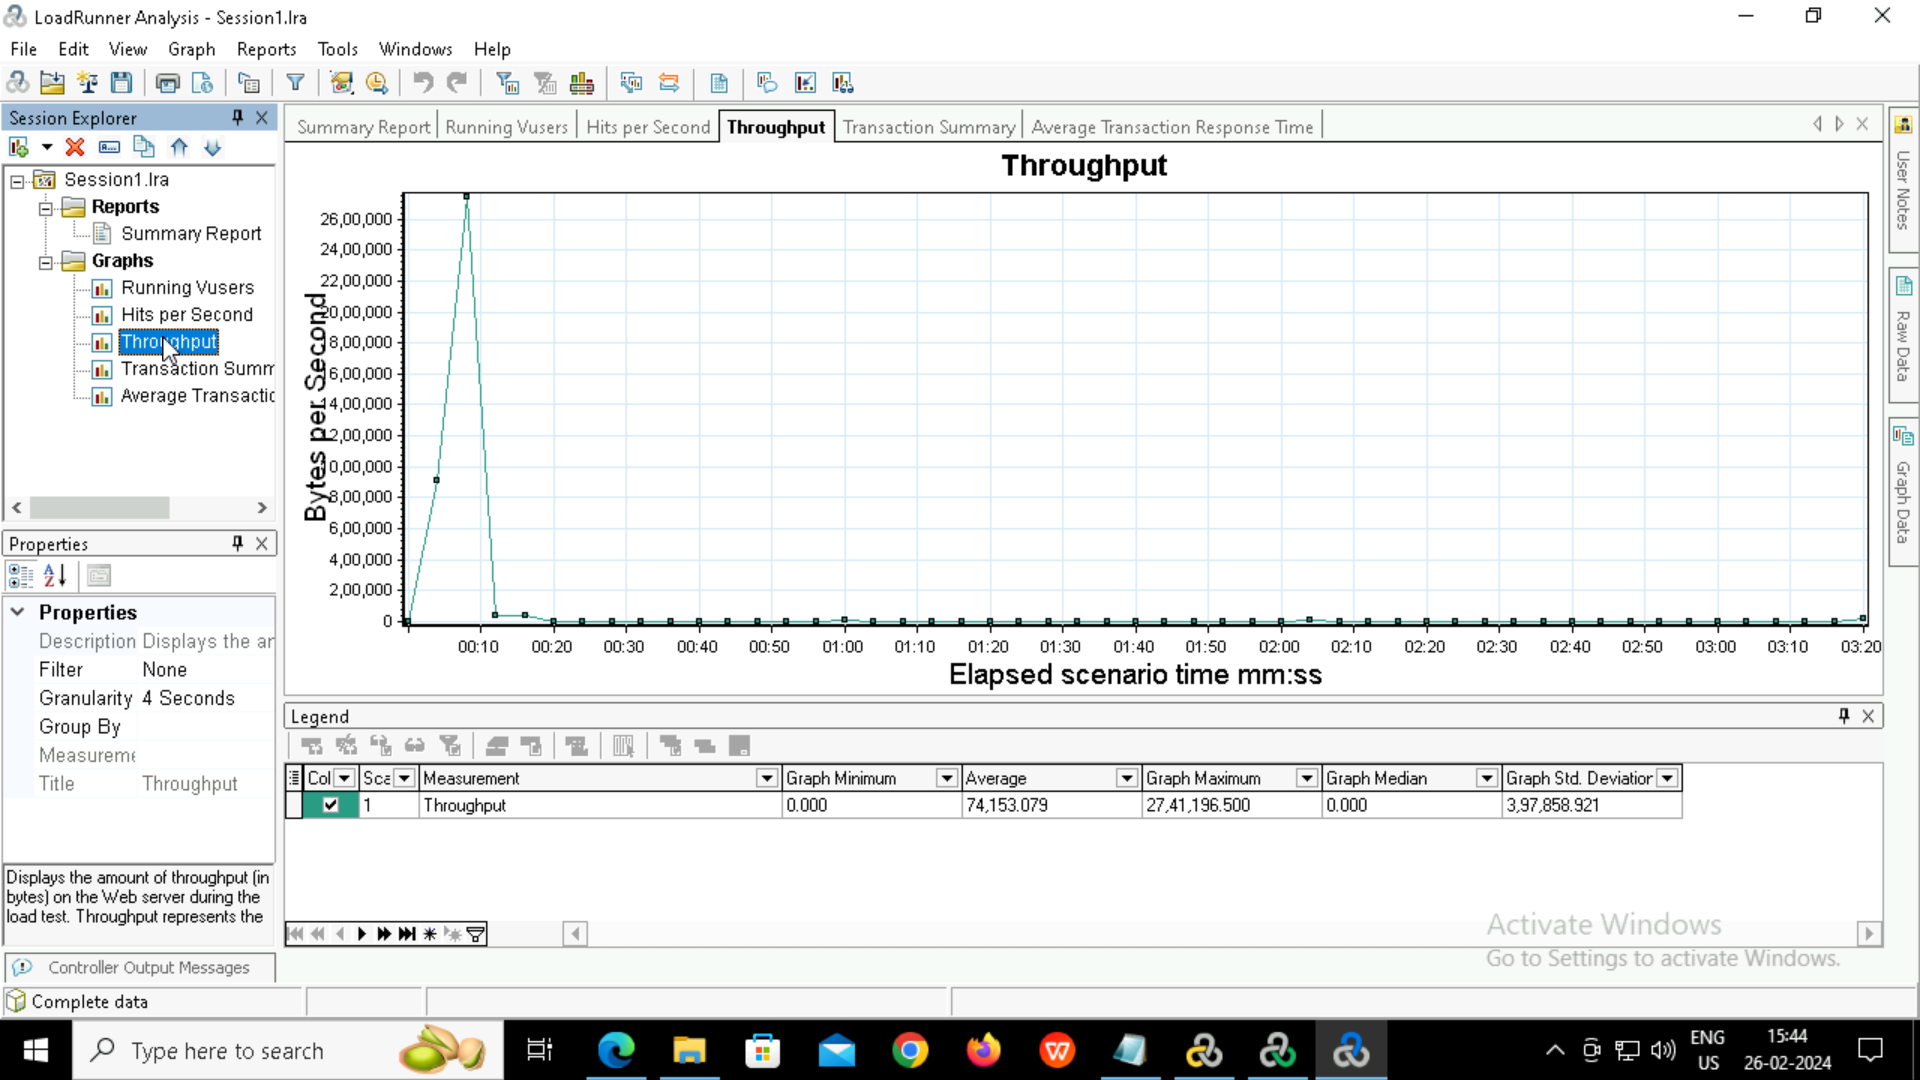 LoadRunner Analysis - Session1.lra
File Edit View Graph Reports Tools Windows Help
Session Explorer
Session1.lra
Reports
Summary Report
Graphs
Running Vusers
Hits per Second
Throughput
Transaction Summ
Average Transactio
Properties
Properties
Description Displays the ar
Filter None
Granularity 4 Seconds
Group By
Measureme
Title Throughput
Displays the amount of throughput (in
bytes) on the Web server during the
load test. Throughput represents the
Controller Output Messages
Complete data
Summary Report Running Vusers Hits per Second Throughput Transaction Summary Average Transaction Response Time
Throughput
Bytes per Second
26,00,000
24,00,000
22,00,000
20,00,000
8,00,000
6,00,000
4,00,000
2,00,000
0,00,000
8,00,000
6,00,000
4,00,000
2,00,000
0
00:10 00:20 00:30 00:40 00:50 01:00 01:10 01:20 01:30 01:40 01:50 02:00 02:10 02:20 02:30 02:40 02:50 03:00 03:10 03:20
Elapsed scenario time mm:ss
Legend
Col Sca Measurement Graph Minimum Average Graph Maximum Graph Median Graph Std. Deviation
1 Throughput 0.000 74,153.079 27,41,196.500 0.000 3,97,858.921
User Notes
Raw Data
Graph Data
Activate Windows
Go to Settings to activate Windows.
Type here to search
ENG
US
15:44
26-02-2024